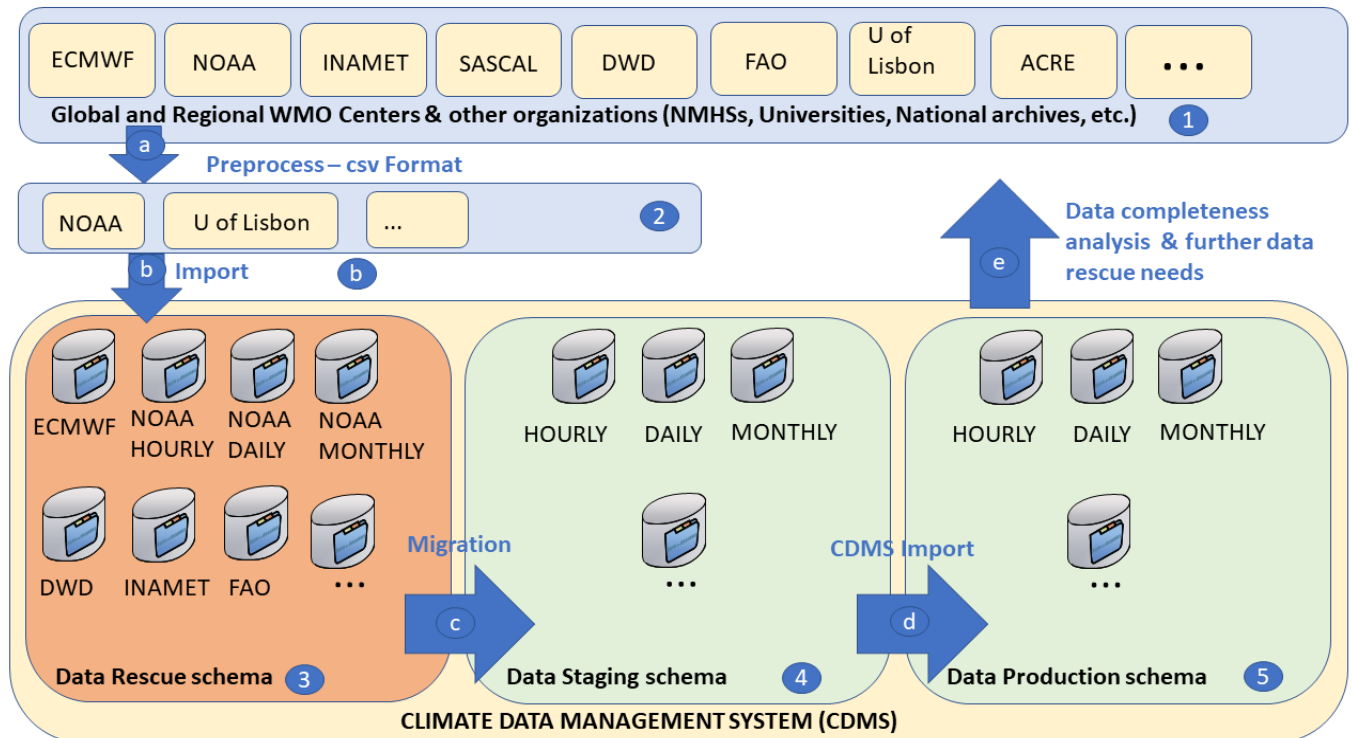 ECMWF
NOAA
INAMET
SASCAL
DWD
FAO
U of
Lisbon
ACRE
...
Global and Regional WMO Centers & other organizations (NMHSs, Universities, National archives, etc.)
1
a
Preprocess – csv Format
NOAA
U of Lisbon
...
2
b
Import
b
e
Data completeness
analysis & further data
rescue needs
ECMWF
NOAA
HOURLY
NOAA
DAILY
NOAA
MONTHLY
DWD
INAMET
FAO
...
Data Rescue schema
3
Migration
c
HOURLY
DAILY
MONTHLY
...
Data Staging schema
4
CDMS Import
d
HOURLY
DAILY
MONTHLY
...
Data Production schema
5
CLIMATE DATA MANAGEMENT SYSTEM (CDMS)